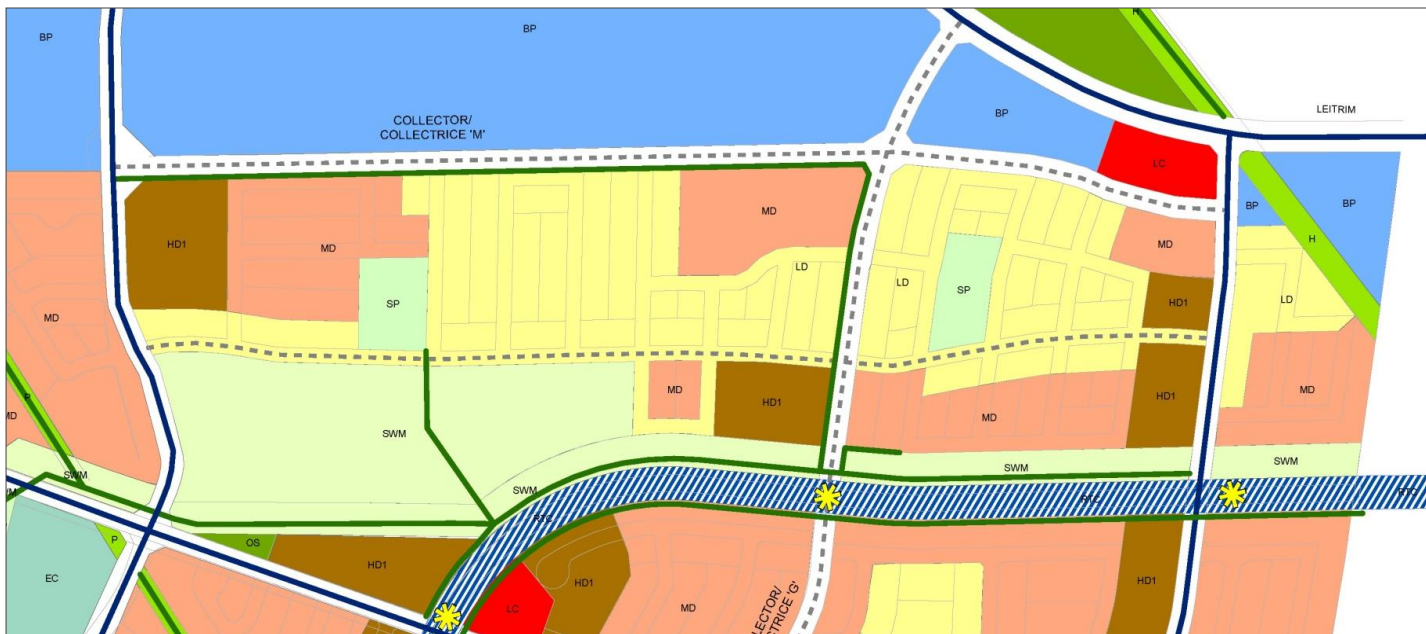 H
BP
BP
LEITRIM
BP
COLLECTOR/
COLLECTRICE 'M'
LC
BP
BP
MD
HD1
MD
MD
H
LD
LD
SP
SP
LD
HD1
MD
MD
MD
P
HD1
HD1
MD
MD
SWM
SWM
SWM
SWM
SWM
RTC
RTC
RTC
P
OS
HD1
EC
HD1
HD1
LC
MD
COLLECTOR/
CTRICE 'G'